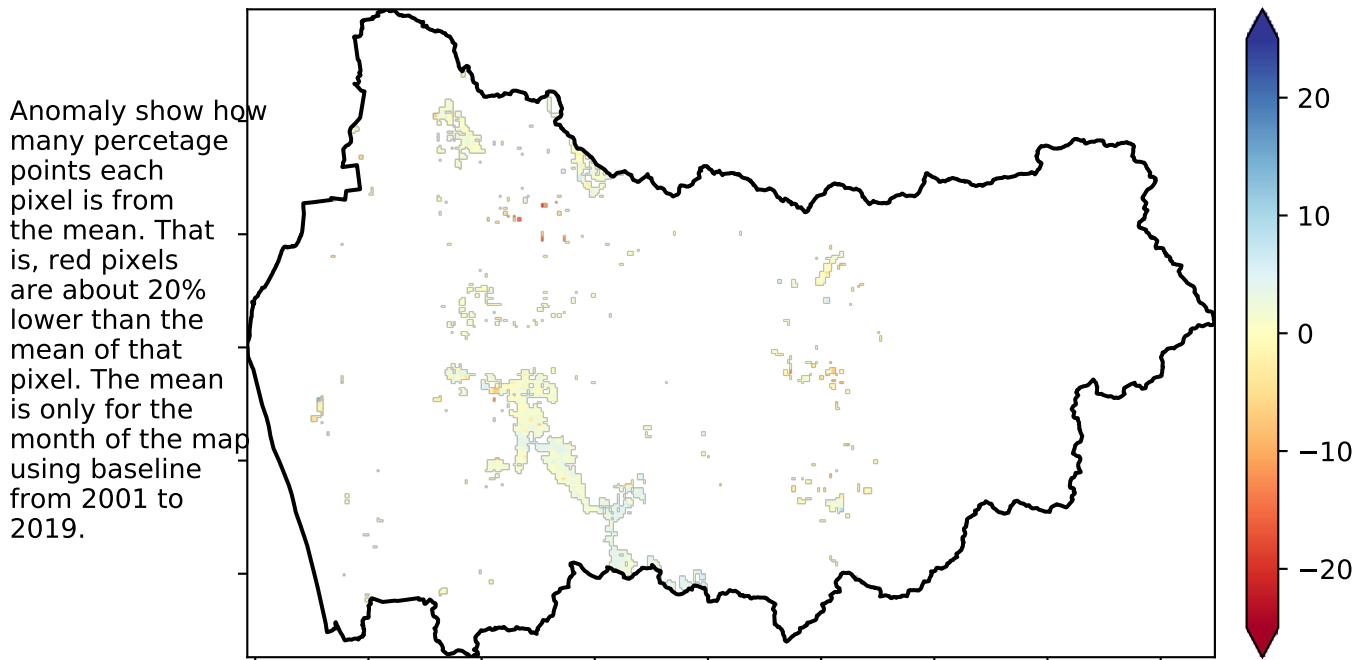 Anomaly show how
many percetage
points each
pixel is from
the mean. That
is, red pixels
are about 20%
lower than the
mean of that
pixel. The mean
is only for the
month of the map
using baseline
from 2001 to
2019.
20
10
0
−10
−20